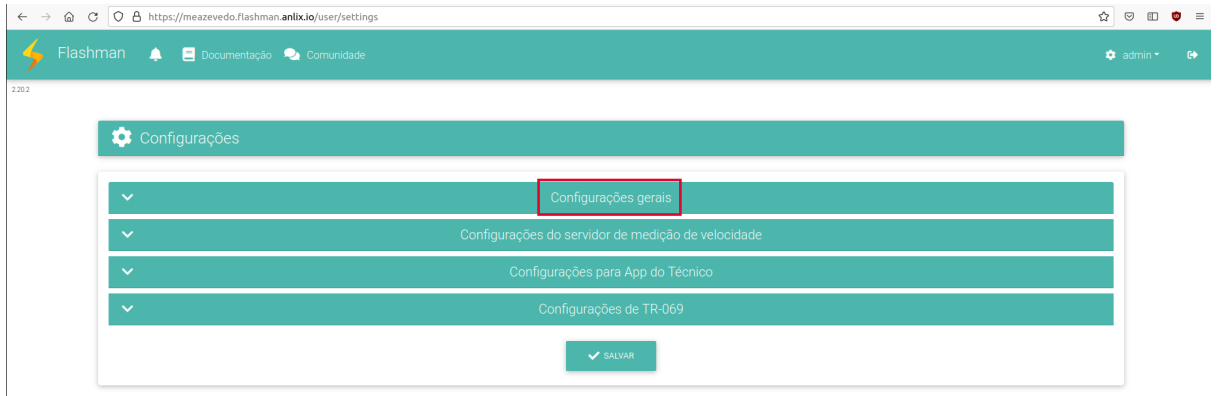 https://meazevedo.flashman.anlix.io/user/settings
Flashman Documentação Comunidade admin
2.20.2
Configurações
Configurações gerais
Configurações do servidor de medição de velocidade
Configurações para App do Técnico
Configurações de TR-069
SALVAR